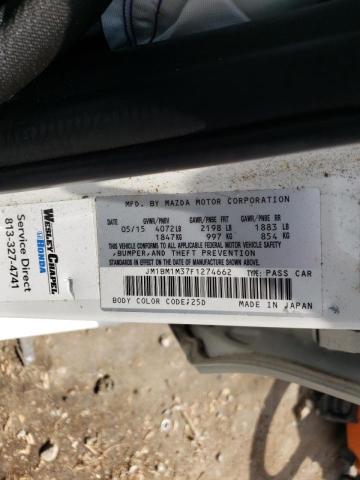 MFD. BY MAZDA MOTOR CORPORATION
DATE GVWR/PNBV GAWR/PNBE FRT GAWR/PNBE RR
05/15 4072LB 2198 LB 1883 LB
1847KG 997 KG 854 KG
THIS VEHICLE CONFORMS TO ALL APPLICABLE FEDERAL MOTOR VEHICLE SAFETY
,BUMPER,AND THEFT PREVENTION
STANDARDS IN EFFECT ON THE DATE OF MANUFACTURE SHOWN ABOVE.
JM1BM1M37F1274662 TYPE: PASS CAR
BODY COLOR CODE;25D MADE IN JAPAN
WESLEY CHAPEL
HONDA
Service Direct
813-327-4741